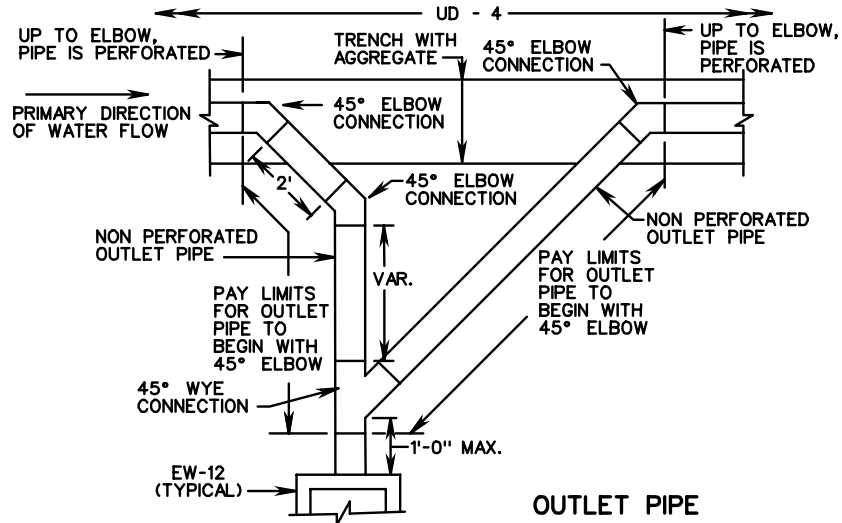 UD - 4
UP TO ELBOW,
PIPE IS PERFORATED
TRENCH WITH
AGGREGATE
45° ELBOW
CONNECTION
UP TO ELBOW,
PIPE IS
PERFORATED
PRIMARY DIRECTION
OF WATER FLOW
45° ELBOW
CONNECTION
2'
45° ELBOW
CONNECTION
NON PERFORATED
OUTLET PIPE
NON PERFORATED
OUTLET PIPE
VAR.
PAY LIMITS
FOR OUTLET
PIPE TO
BEGIN WITH
45° ELBOW
PAY LIMITS
FOR OUTLET
PIPE TO
BEGIN WITH
45° ELBOW
45° WYE
CONNECTION
1'-0" MAX.
EW-12
(TYPICAL)
OUTLET PIPE